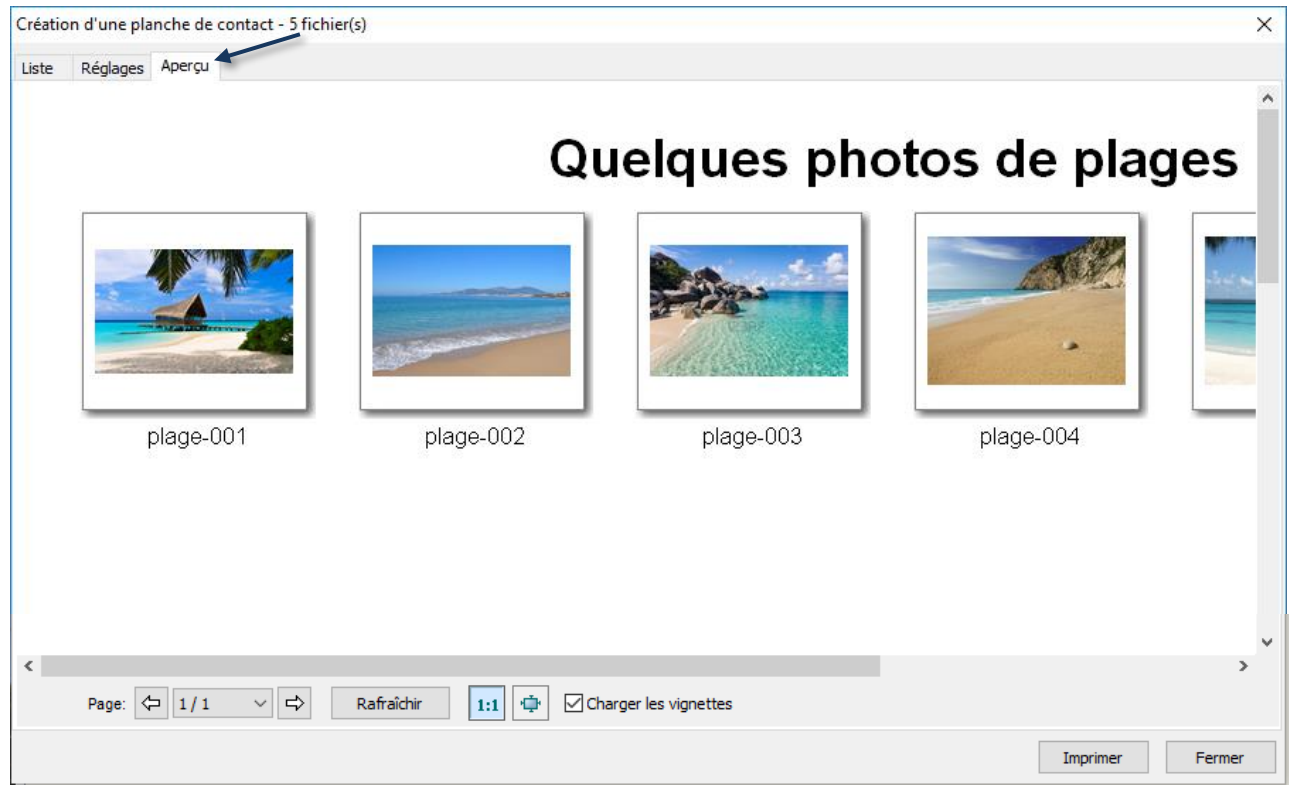 Création d'une planche de contact - 5 fichier(s)
Liste Réglages Aperçu
Quelques photos de plages
plage-001 plage-002 plage-003 plage-004
Page: 1 / 1 Rafraîchir 1:1 Charger les vignettes
Imprimer Fermer